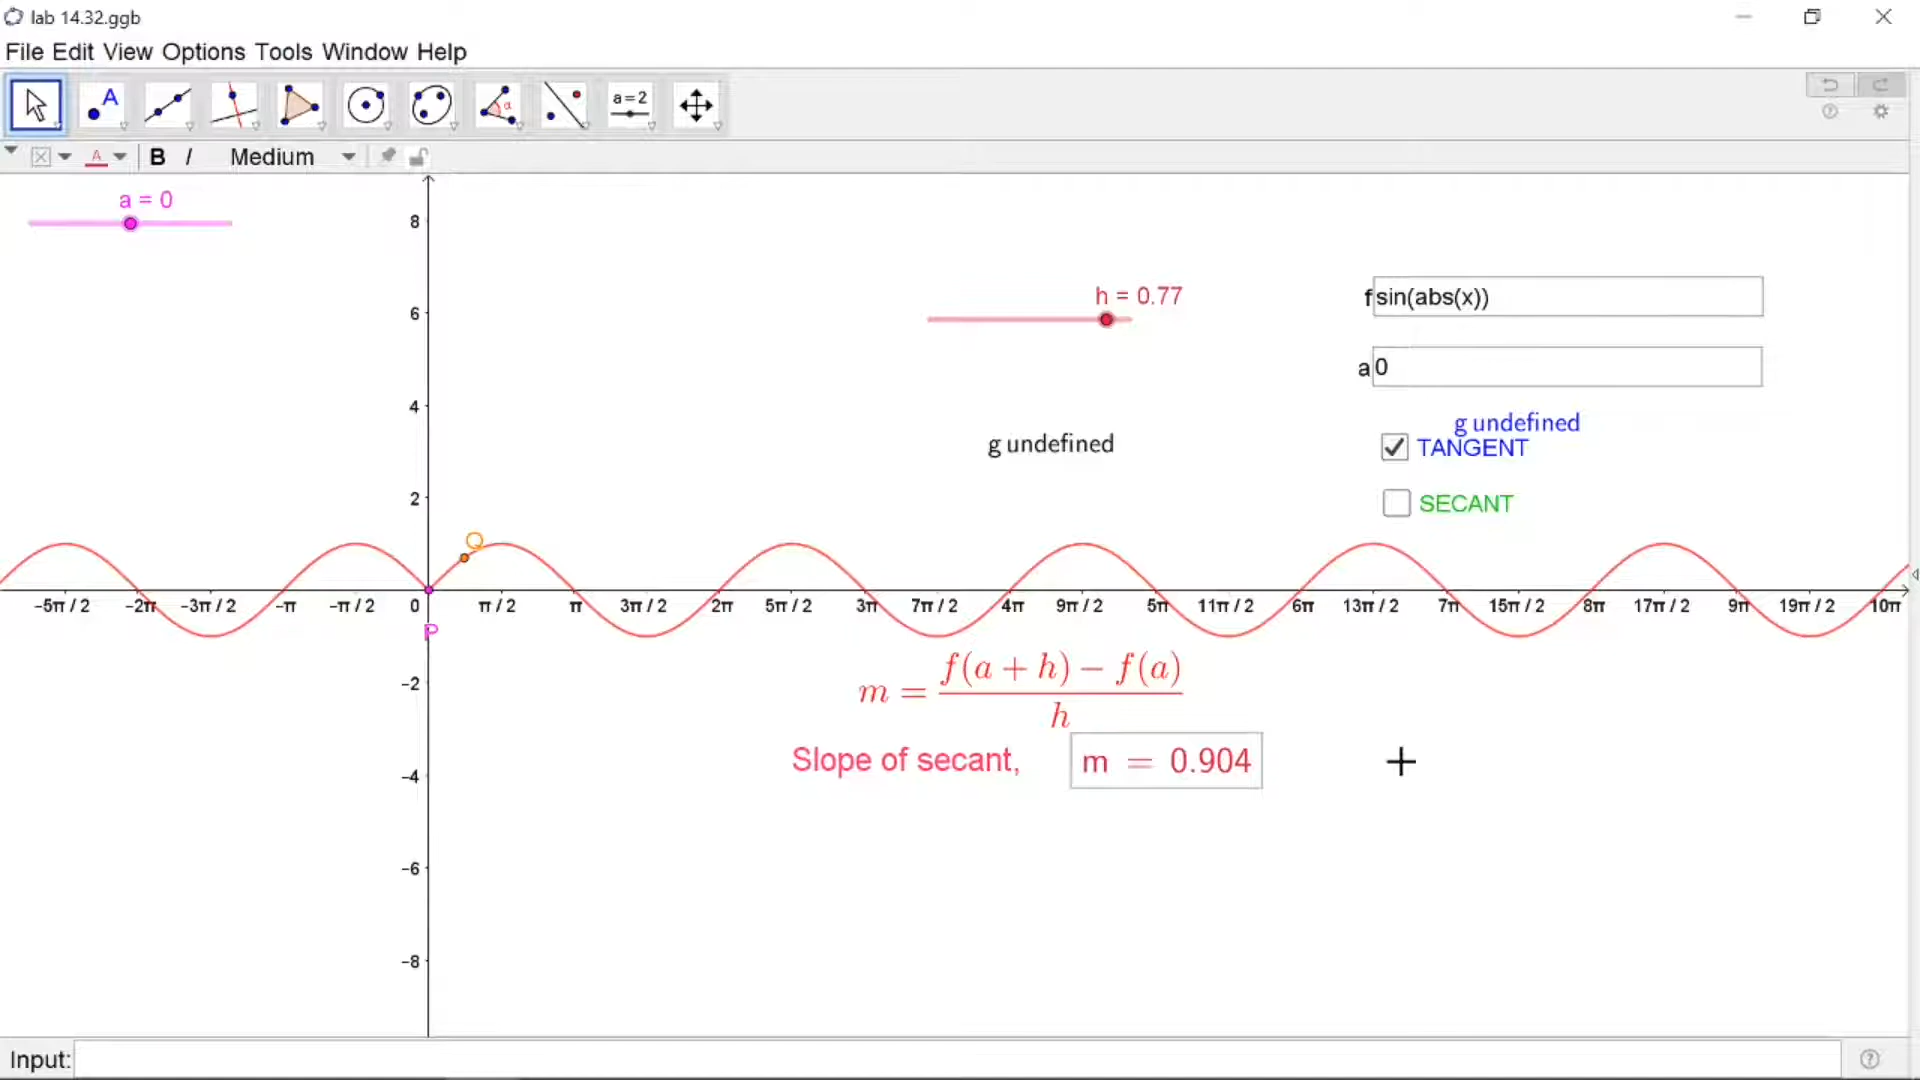 lab 14.32.ggb
File Edit View Options Tools Window Help
A
α
a=2
A
B I Medium
a = 0
h = 0.77
f sin(abs(x))
a 0
g undefined
g undefined
TANGENT
SECANT
8
6
4
2
Q
−5π / 2 −2π −3π / 2 −π −π / 2 0 π / 2 π 3π / 2 2π 5π / 2 3π 7π / 2 4π 9π / 2 5π 11π / 2 6π 13π / 2 7π 15π / 2 8π 17π / 2 9π 19π / 2 10π
P
−2
−4
−6
−8
m = f(a + h) − f(a) / h
Slope of secant, m = 0.904
Input: